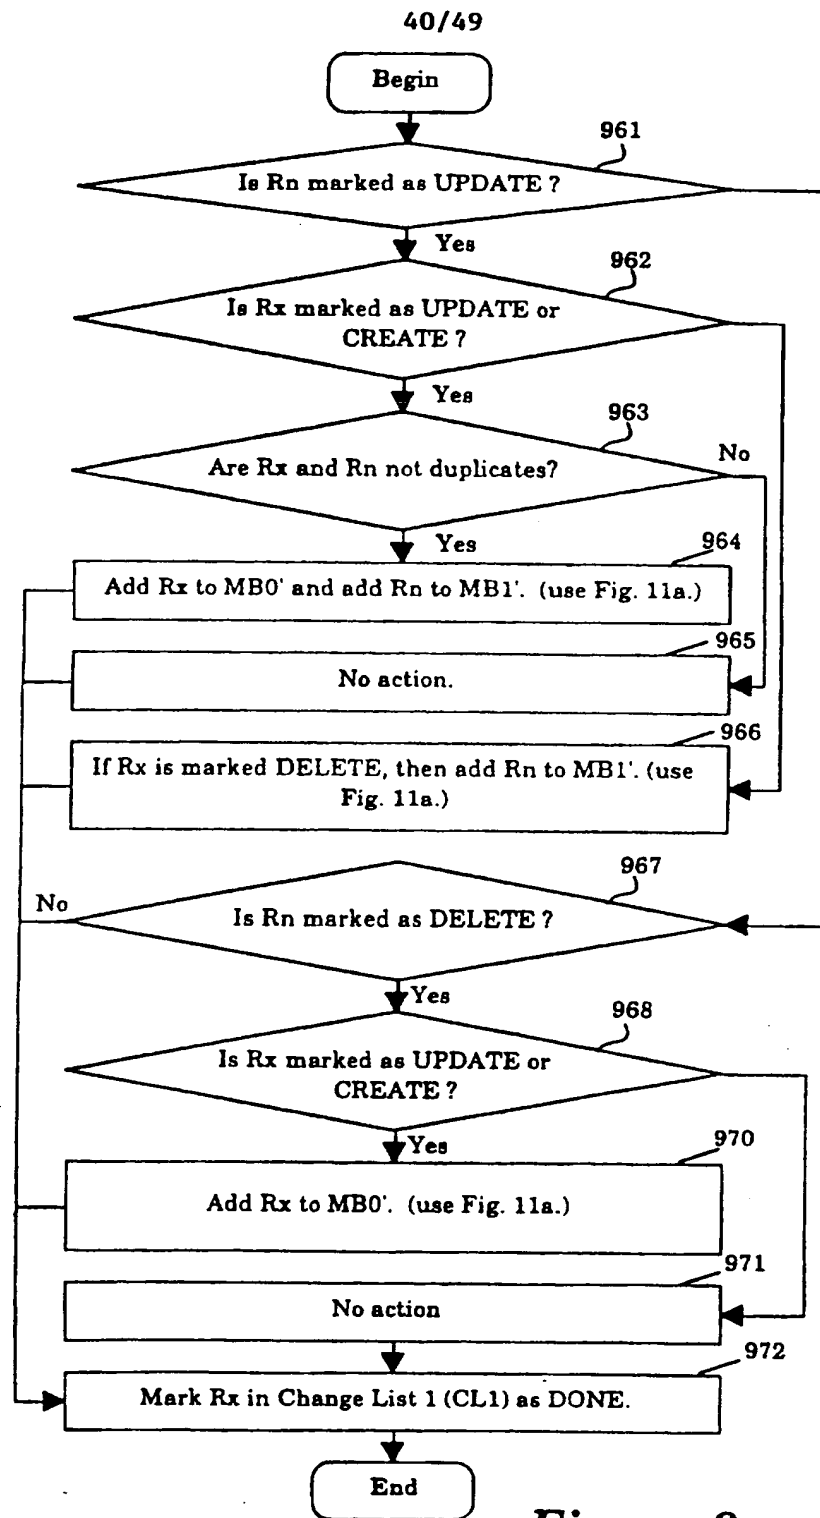 40/49
Begin
961
Is Rn marked as UPDATE ?
Yes
962
Is Rx marked as UPDATE or
CREATE ?
Yes
963
Are Rx and Rn not duplicates?
No
Yes
964
Add Rx to MB0' and add Rn to MB1'. (use Fig. 11a.)
965
No action.
966
If Rx is marked DELETE, then add Rn to MB1'. (use
Fig. 11a.)
967
No
Is Rn marked as DELETE ?
Yes
968
Is Rx marked as UPDATE or
CREATE ?
Yes
970
Add Rx to MB0'. (use Fig. 11a.)
971
No action
972
Mark Rx in Change List 1 (CL1) as DONE.
End